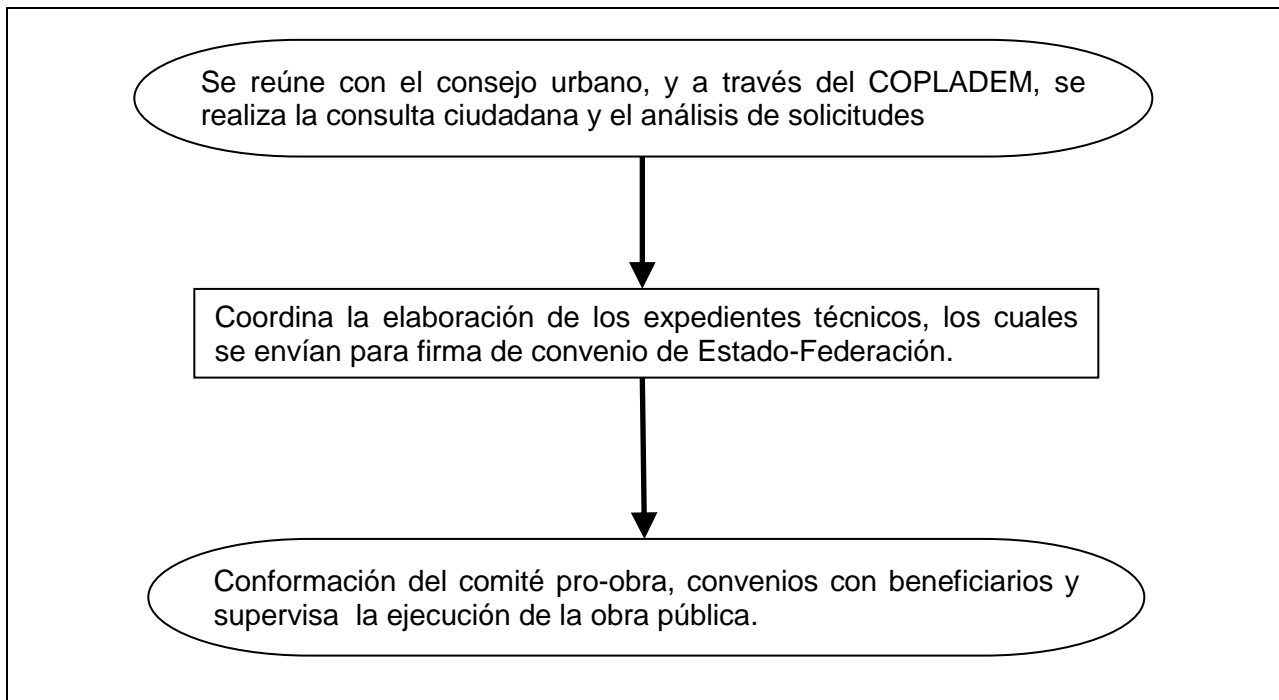 Se reúne con el consejo urbano, y a través del COPLADEM, se
realiza la consulta ciudadana y el análisis de solicitudes
Coordina la elaboración de los expedientes técnicos, los cuales
se envían para firma de convenio de Estado-Federación.
Conformación del comité pro-obra, convenios con beneficiarios y
supervisa la ejecución de la obra pública.